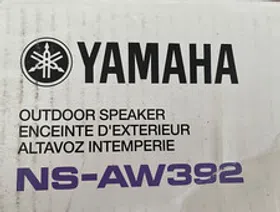 YAMAHA
OUTDOOR SPEAKER
ENCEINTE D'EXTERIEUR
ALTAVOZ INTEMPERIE
NS-AW392